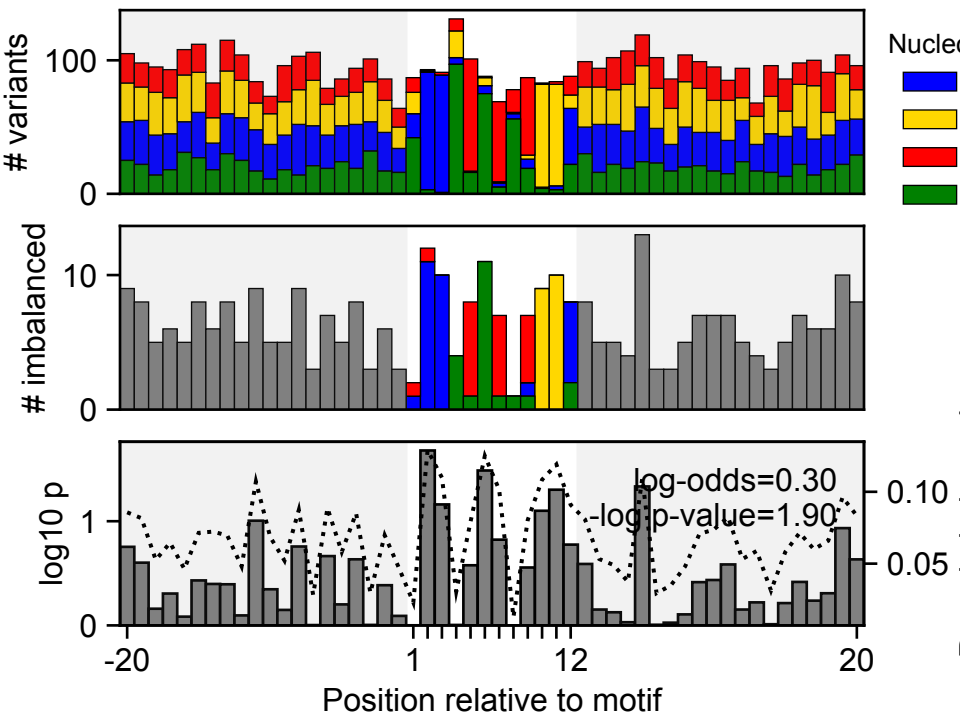 # variants
100
0
Nucleo
# imbalanced
10
0
log10 p
1
0
log-odds=0.30
-log p-value=1.90
0.10
0.05
-20
1
12
20
Position relative to motif